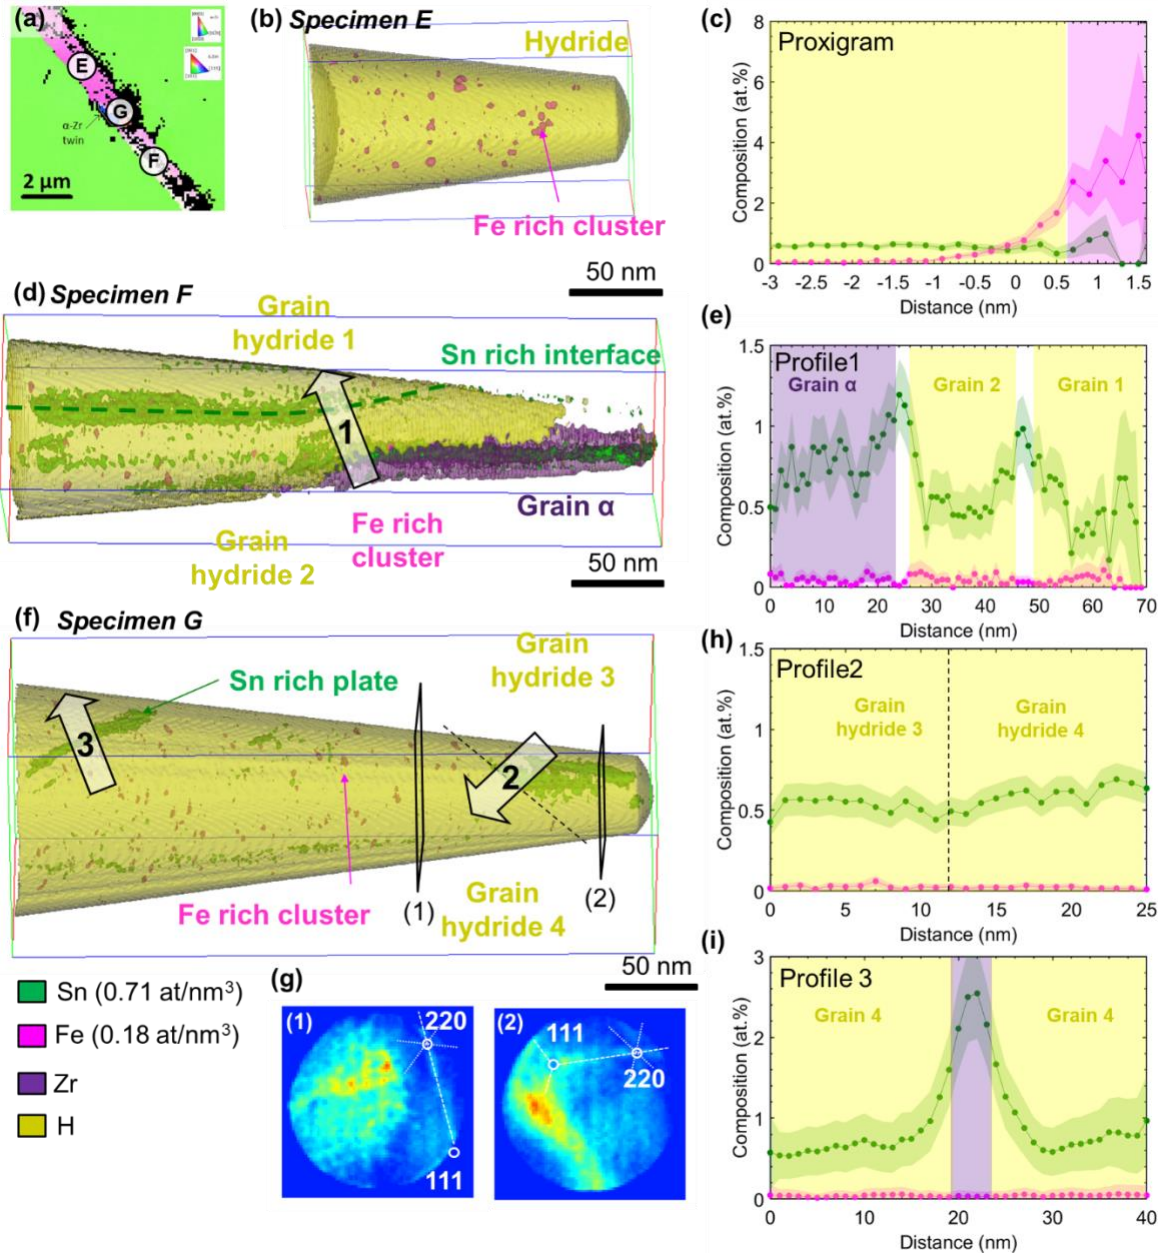 (a)
E
G
F
α-Zr
twin
2 μm
(b) Specimen E
Hydride
Fe rich cluster
50 nm
(c)
Proxigram
Composition (at.%)
8
6
4
2
0
-3 -2.5 -2 -1.5 -1 -0.5 0 0.5 1 1.5
Distance (nm)
(d) Specimen F
Grain
hydride 1
Sn rich interface
1
Grain α
Fe rich
cluster
Grain
hydride 2
50 nm
(e)
Profile1
Grain α
Grain 2
Grain 1
Composition (at.%)
1.5
1
0.5
0
0 10 20 30 40 50 60 70
Distance (nm)
(f) Specimen G
Grain
hydride 3
Sn rich plate
3
2
Fe rich cluster
(1)
Grain
hydride 4
(2)
50 nm
(h)
Profile2
Grain
hydride 3
Grain
hydride 4
Composition (at.%)
1.5
1
0.5
0
0 5 10 15 20 25
Distance (nm)
Sn (0.71 at/nm³)
Fe (0.18 at/nm³)
Zr
H
(g)
(1)
220
111
(2)
111
220
(i)
Profile 3
Grain 4
Grain 4
Composition (at.%)
3
2
1
0
0 10 20 30 40
Distance (nm)